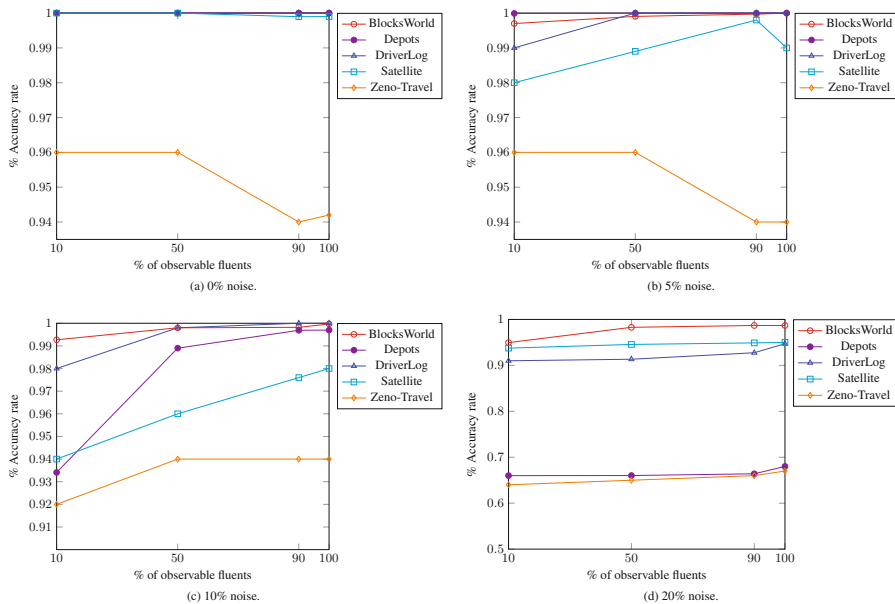 1
0.99
0.98
0.97
0.96
0.95
0.94
10
50
90
100
% Accuracy rate
% of observable fluents
BlocksWorld
Depots
DriverLog
Satellite
Zeno-Travel
(a) 0% noise.
1
0.99
0.98
0.97
0.96
0.95
0.94
10
50
90
100
% Accuracy rate
% of observable fluents
BlocksWorld
Depots
DriverLog
Satellite
Zeno-Travel
(b) 5% noise.
1
0.99
0.98
0.97
0.96
0.95
0.94
0.93
0.92
0.91
10
50
90
100
% Accuracy rate
% of observable fluents
BlocksWorld
Depots
DriverLog
Satellite
Zeno-Travel
(c) 10% noise.
1
0.9
0.8
0.7
0.6
0.5
10
50
90
100
% Accuracy rate
% of observable fluents
BlocksWorld
Depots
DriverLog
Satellite
Zeno-Travel
(d) 20% noise.